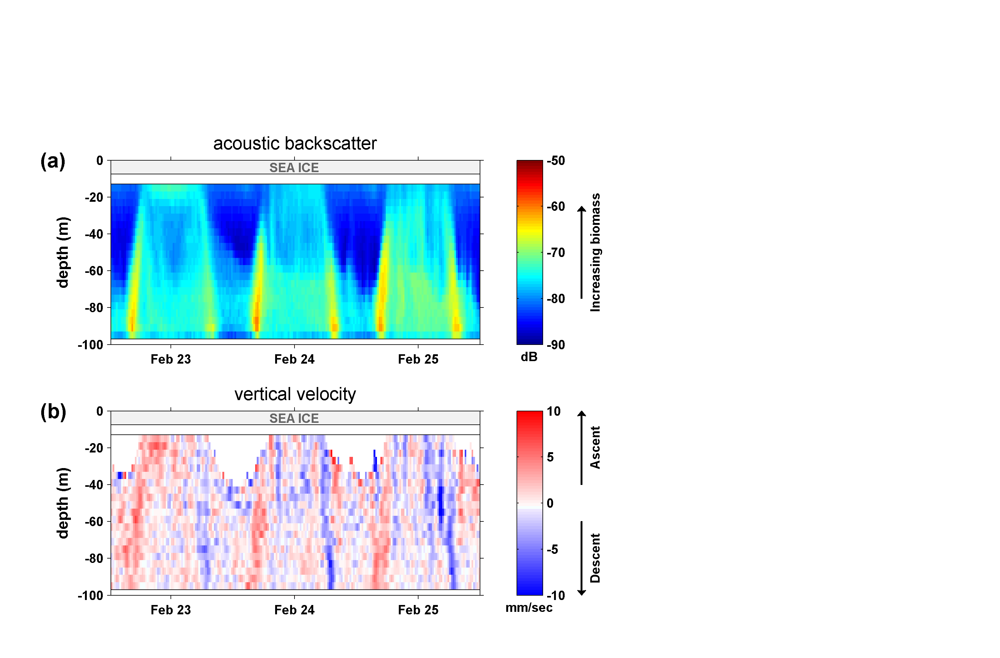 acoustic backscatter
(a)
0
SEA ICE
-20
-40
-60
-80
-100
depth (m)
Feb 23
Feb 24
Feb 25
-50
-60
-70
-80
-90
dB
Increasing biomass
vertical velocity
(b)
0
SEA ICE
-20
-40
-60
-80
-100
depth (m)
Feb 23
Feb 24
Feb 25
10
5
0
-5
-10
mm/sec
Ascent
Descent